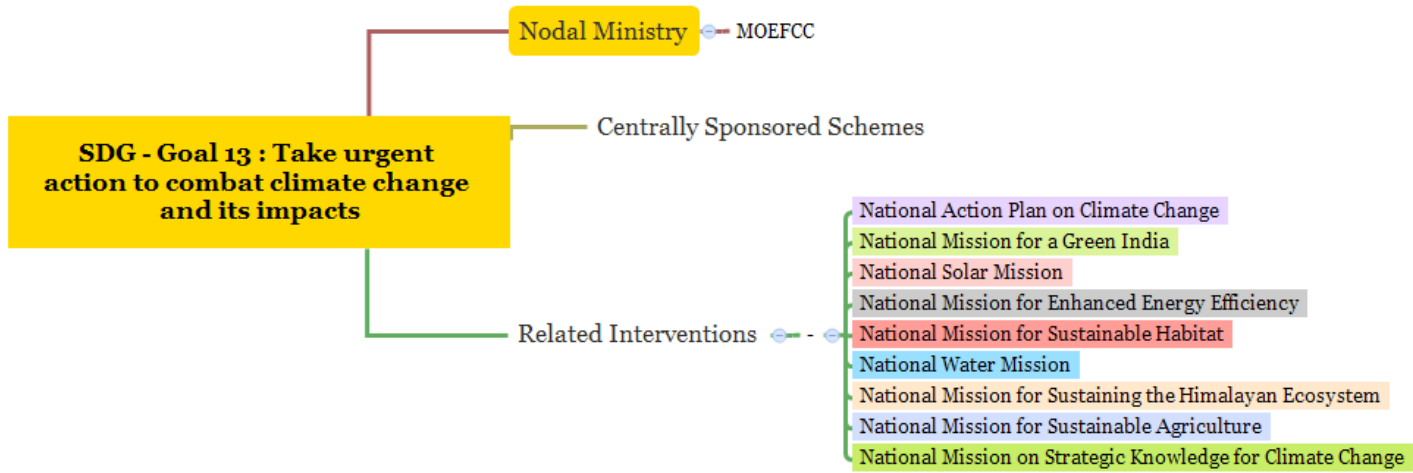 Nodal Ministry
MOEFCC
SDG - Goal 13 : Take urgent
action to combat climate change
and its impacts
Centrally Sponsored Schemes
Related Interventions
-
National Action Plan on Climate Change
National Mission for a Green India
National Solar Mission
National Mission for Enhanced Energy Efficiency
National Mission for Sustainable Habitat
National Water Mission
National Mission for Sustaining the Himalayan Ecosystem
National Mission for Sustainable Agriculture
National Mission on Strategic Knowledge for Climate Change